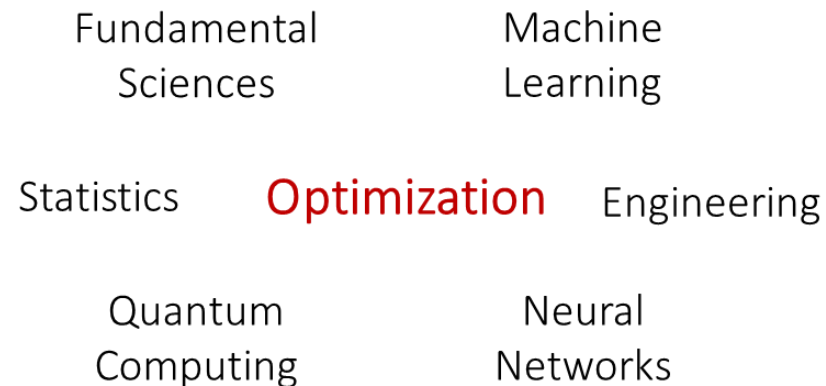 Fundamental
Sciences
Machine
Learning
Statistics
Optimization
Engineering
Quantum
Computing
Neural
Networks